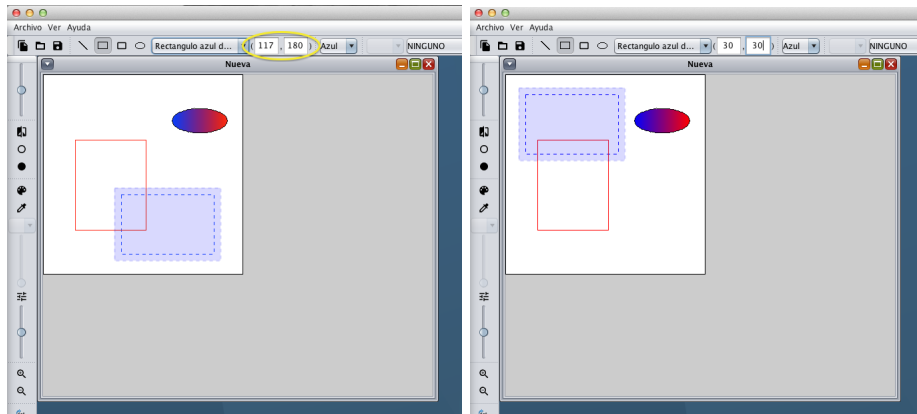 Archivo Ver Ayuda
Rectangulo azul d... ( 117 , 180 ) Azul NINGUNO
Nueva
Archivo Ver Ayuda
Rectangulo azul d... ( 30 , 30 ) Azul NINGUNO
Nueva